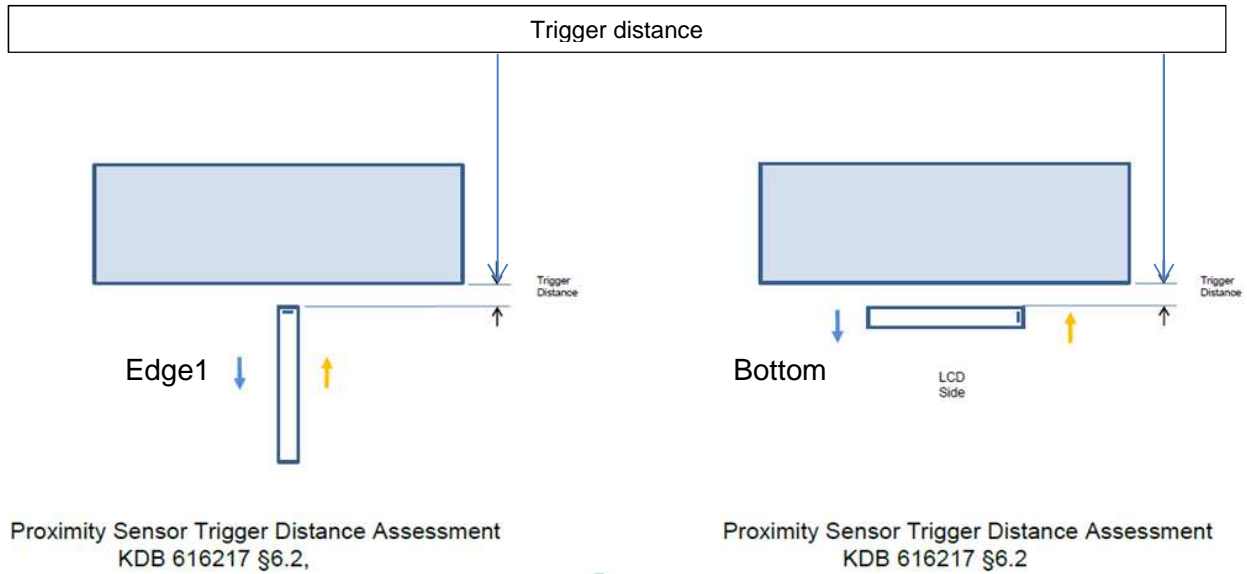 Trigger distance
Trigger
Distance
Trigger
Distance
Edge1
Bottom
LCD
Side
Proximity Sensor Trigger Distance Assessment
KDB 616217 §6.2,
Proximity Sensor Trigger Distance Assessment
KDB 616217 §6.2